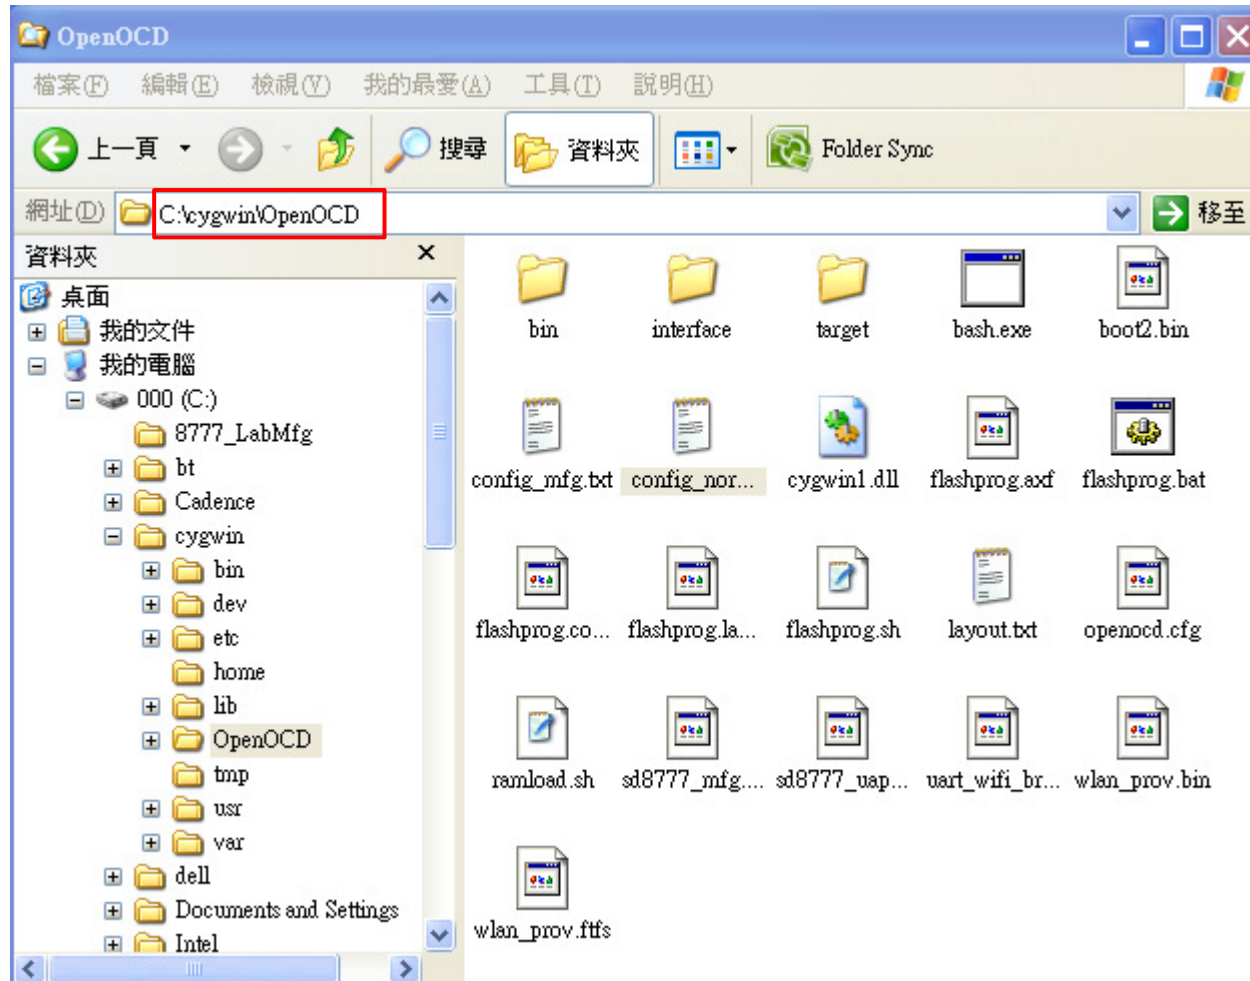 OpenOCD
檔案(F) 編輯(E) 檢視(V) 我的最愛(A) 工具(T) 說明(H)
上一頁 搜尋 資料夾 Folder Sync
網址(D) C:\cygwin\OpenOCD 移至
資料夾
桌面
我的文件
我的電腦
000 (C:)
8777_LabMfg
bt
Cadence
cygwin
bin
dev
etc
home
lib
OpenOCD
tmp
usr
var
dell
Documents and Settings
Intel
bin interface target bash.exe boot2.bin
config_mfg.txt config_nor... cygwin1.dll flashprog.axf flashprog.bat
flashprog.co... flashprog.la... flashprog.sh layout.txt openocd.cfg
ramload.sh sd8777_mfg.... sd8777_uap... uart_wifi_br... wlan_prov.bin
wlan_prov.ftfs